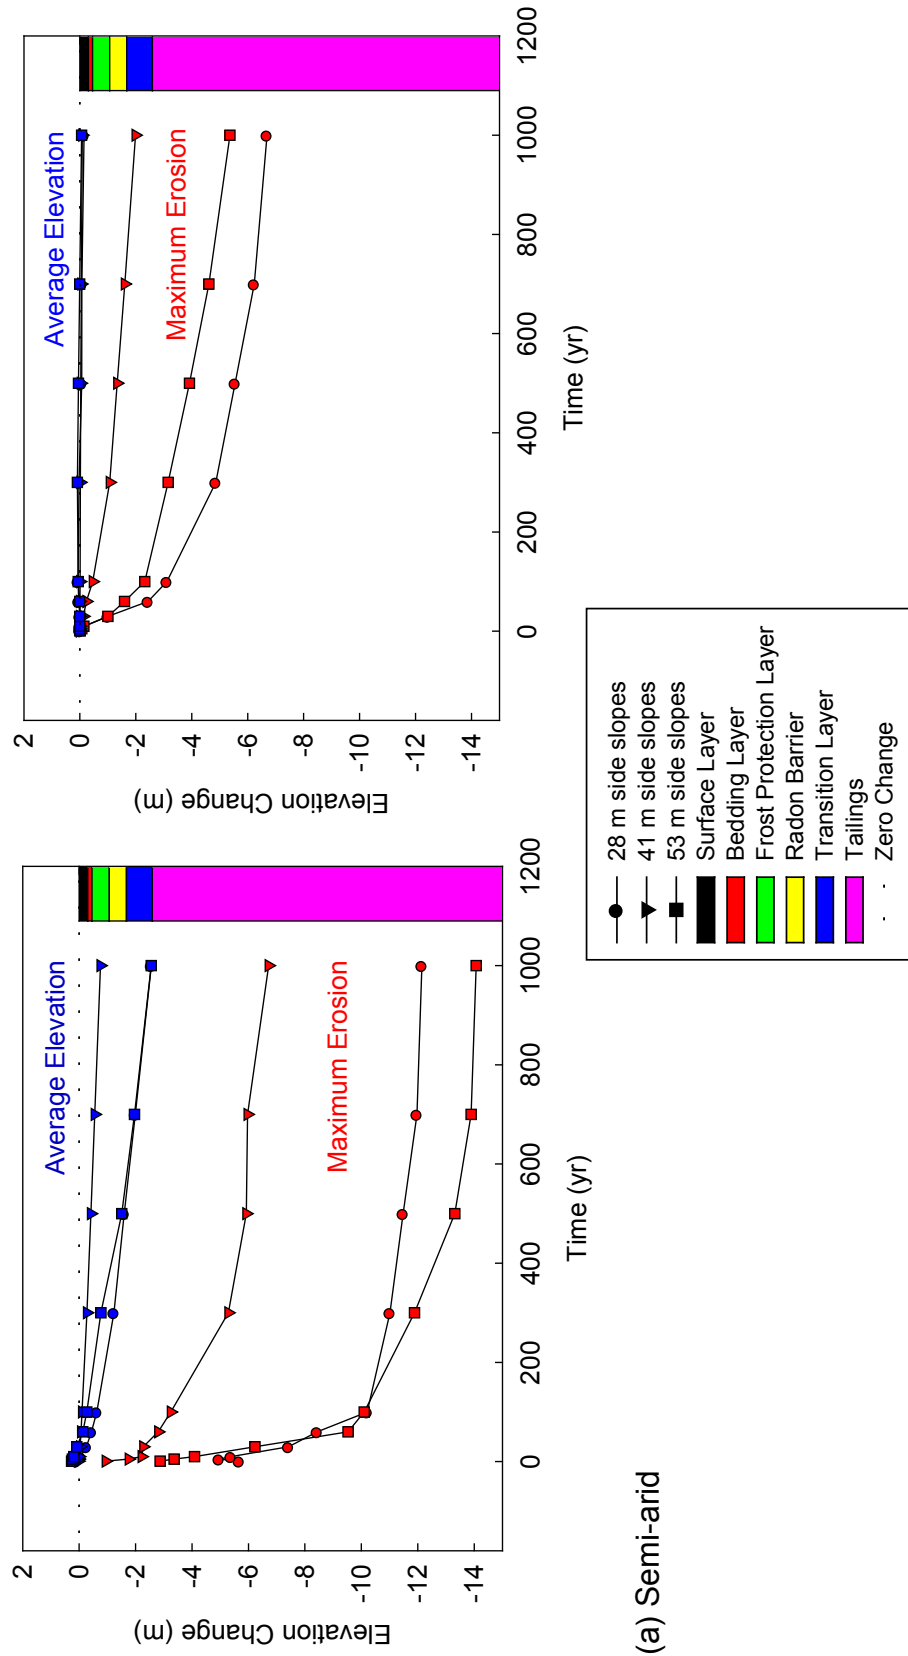 2
0
-2
-4
-6
-8
-10
-12
-14
Elevation Change (m)
0
200
400
600
800
1000
1200
Time (yr)
Average Elevation
Maximum Erosion
2
0
-2
-4
-6
-8
-10
-12
-14
Elevation Change (m)
0
200
400
600
800
1000
1200
Time (yr)
Average Elevation
Maximum Erosion
(a) Semi-arid
28 m side slopes
41 m side slopes
53 m side slopes
Surface Layer
Bedding Layer
Frost Protection Layer
Radon Barrier
Transition Layer
Tailings
Zero Change